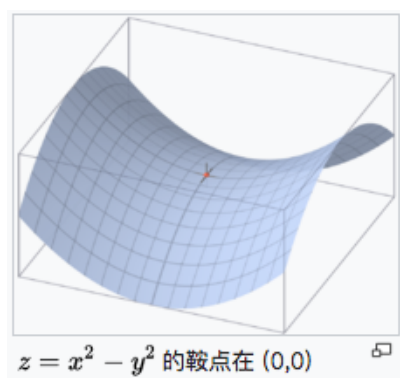 z = x² − y² 的鞍点在 (0,0)